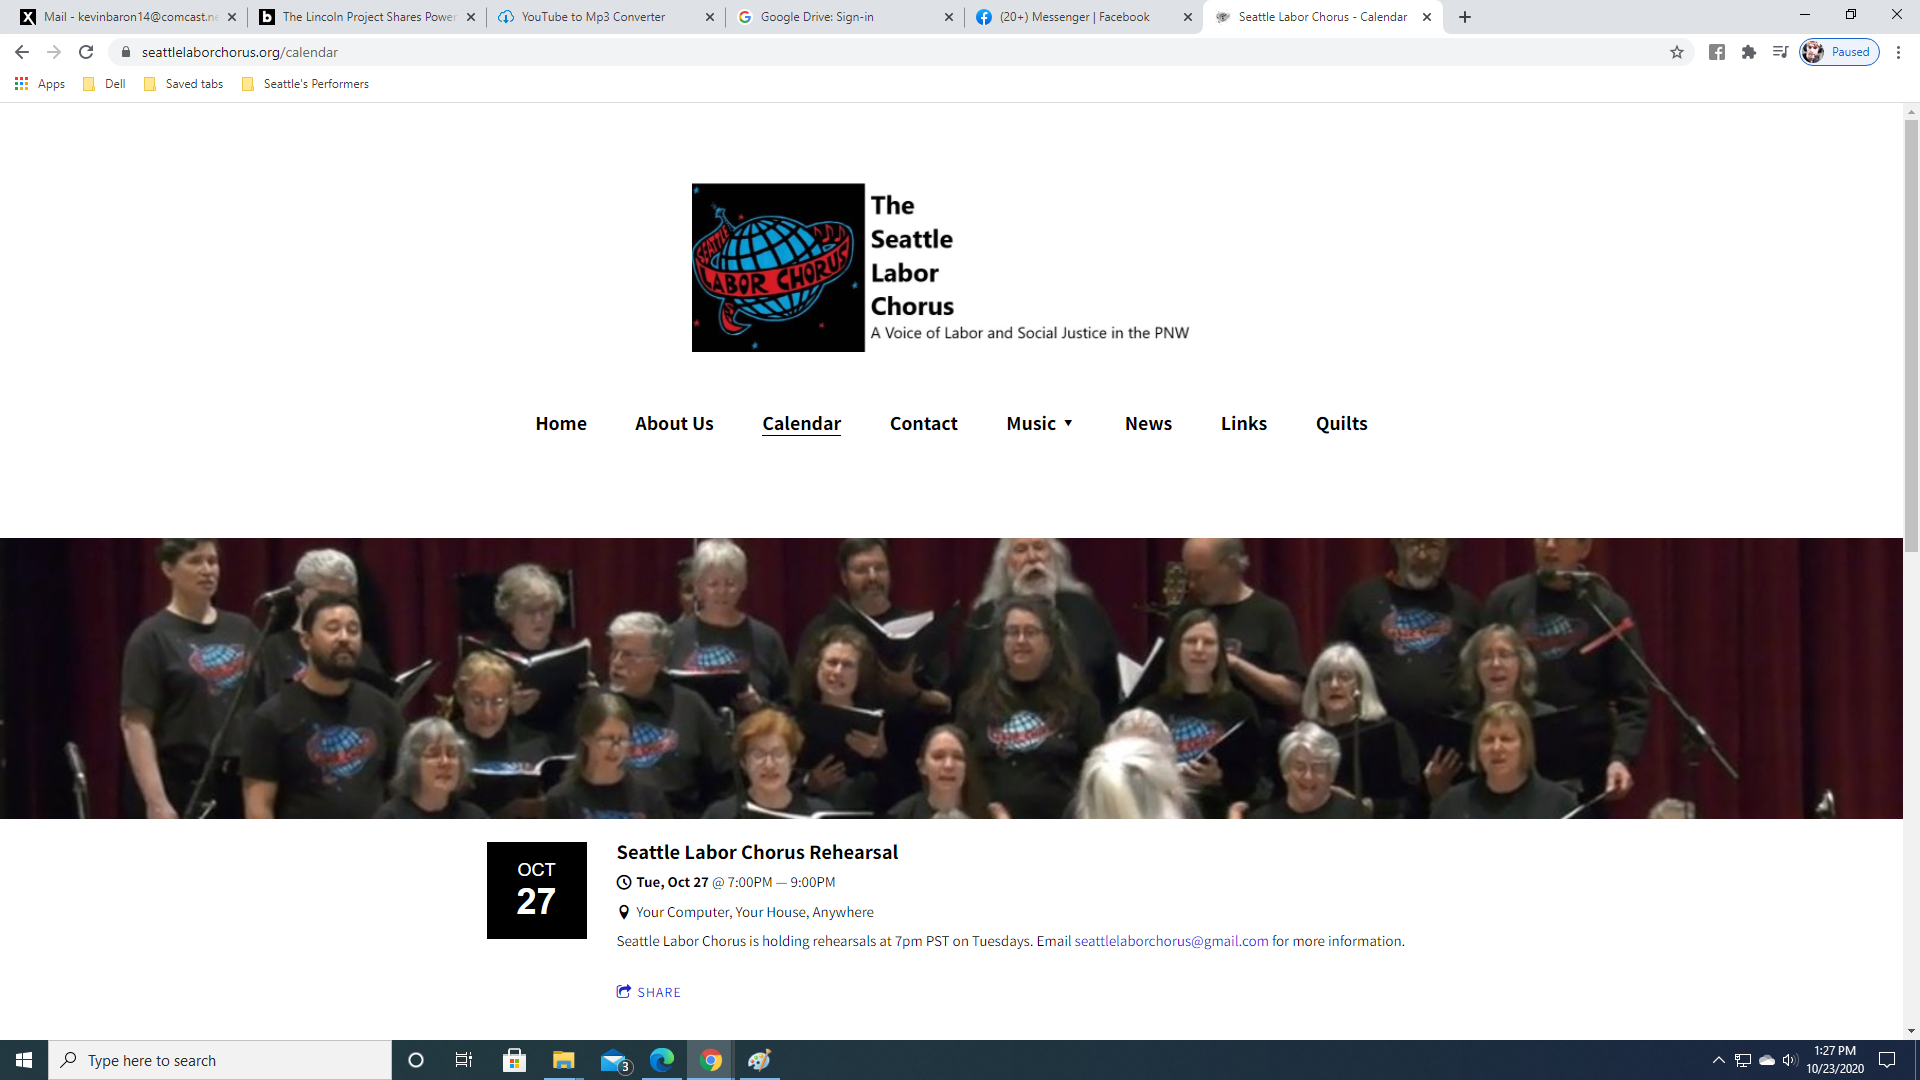 Mail - kevinbaron14@comcast.ne
The Lincoln Project Shares Power
YouTube to Mp3 Converter
Google Drive: Sign-in
(20+) Messenger | Facebook
Seattle Labor Chorus - Calendar
seattlelaborchorus.org/calendar
Paused
Apps
Dell
Saved tabs
Seattle's Performers
SEATTLE
LABOR CHORUS
The
Seattle
Labor
Chorus
A Voice of Labor and Social Justice in the PNW
Home
About Us
Calendar
Contact
Music
News
Links
Quilts
OCT
27
Seattle Labor Chorus Rehearsal
Tue, Oct 27 @ 7:00PM — 9:00PM
Your Computer, Your House, Anywhere
Seattle Labor Chorus is holding rehearsals at 7pm PST on Tuesdays. Email seattlelaborchorus@gmail.com for more information.
SHARE
Type here to search
3
1:27 PM
10/23/2020